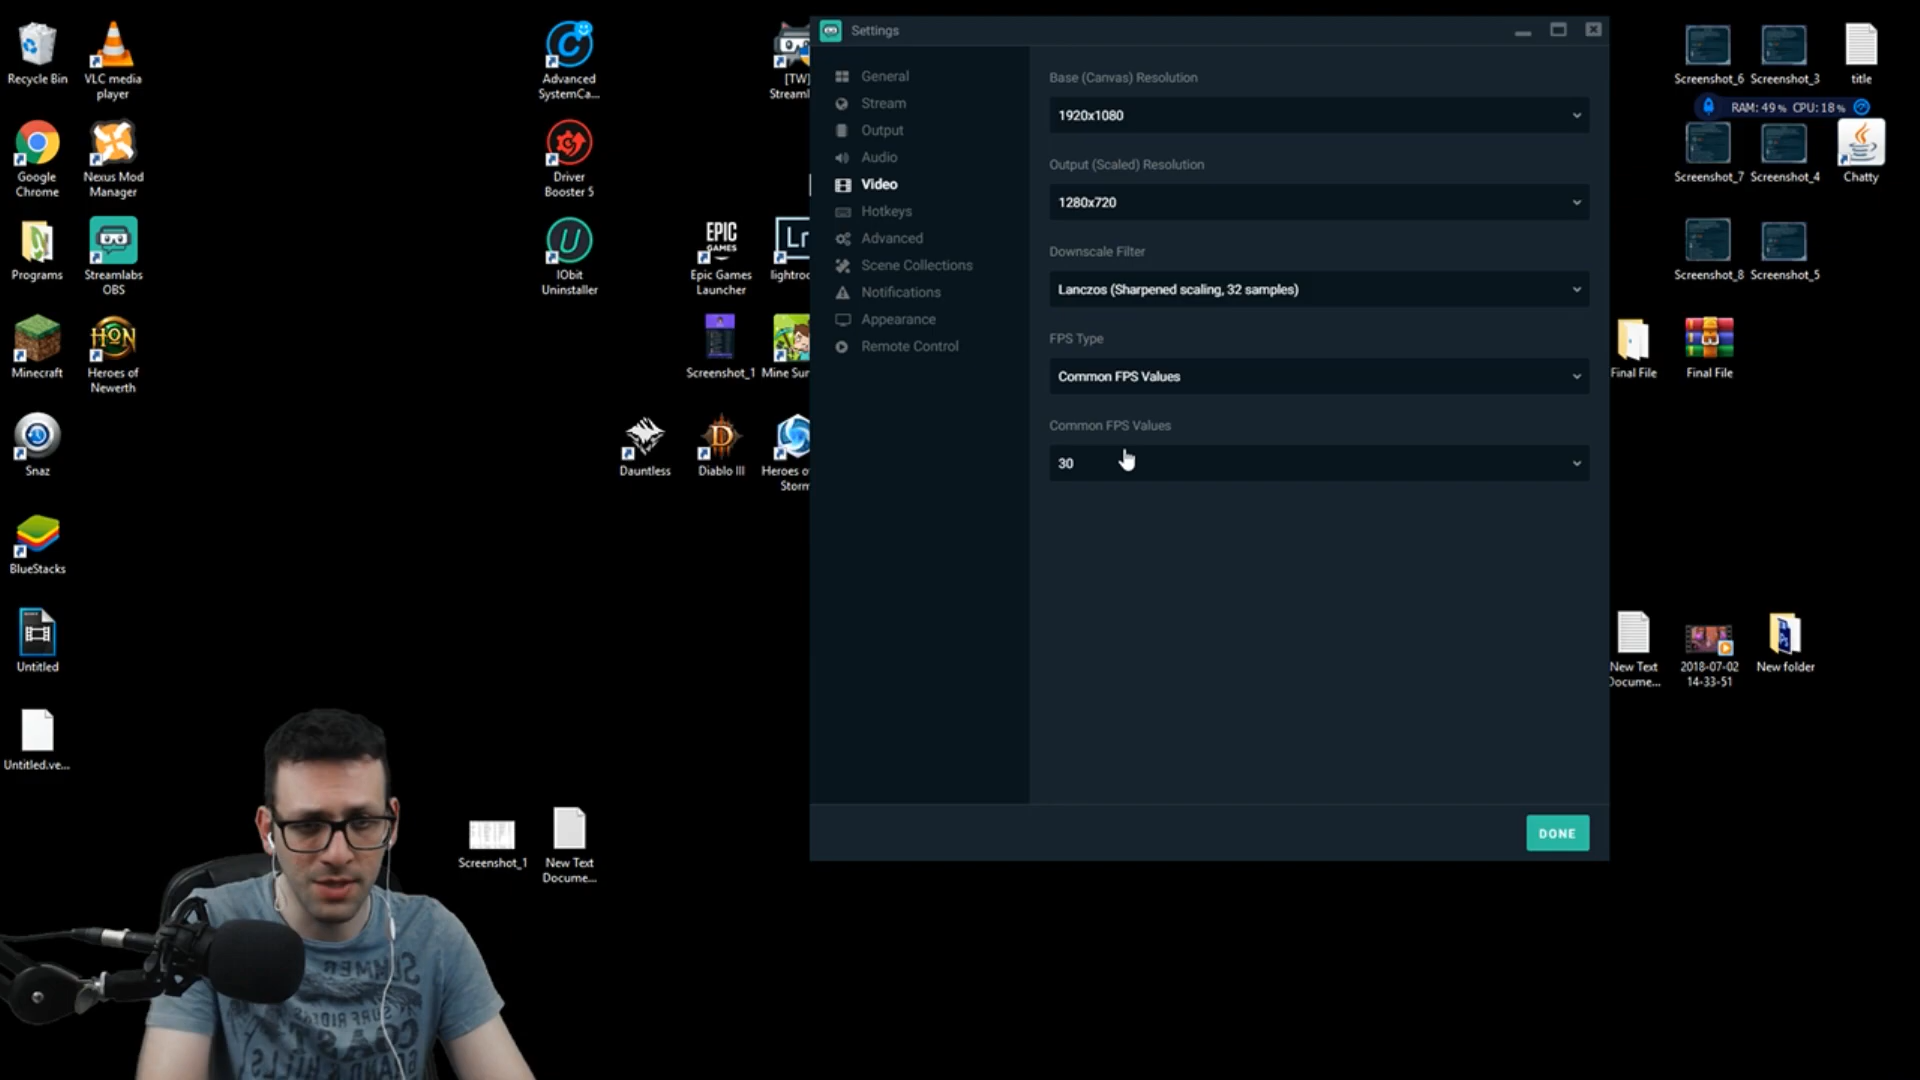 Recycle Bin
VLC media
player
Google
Chrome
Nexus Mod
Manager
Programs
Streamlabs
OBS
Minecraft
HON
Heroes of
Newerth
Snaz
BlueStacks
Untitled
Untitled.ve...
Advanced
SystemCa...
Driver
Booster 5
IObit
Uninstaller
[TW]
Streaml
EPIC
GAMES
Epic Games
Launcher
Lr
lightroo
Screenshot_1
Mine Sur
Dauntless
Diablo III
Heroes o
Storm
Screenshot_1
New Text
Docume...
Settings
General
Stream
Output
Audio
Video
Hotkeys
Advanced
Scene Collections
Notifications
Appearance
Remote Control
Base (Canvas) Resolution
1920x1080
Output (Scaled) Resolution
1280x720
Downscale Filter
Lanczos (Sharpened scaling, 32 samples)
FPS Type
Common FPS Values
Common FPS Values
30
DONE
Screenshot_6
Screenshot_3
title
RAM: 49 % CPU: 18 %
Screenshot_7
Screenshot_4
Chatty
Screenshot_8
Screenshot_5
Final File
Final File
New Text
Docume...
2018-07-02
14-33-51
New folder